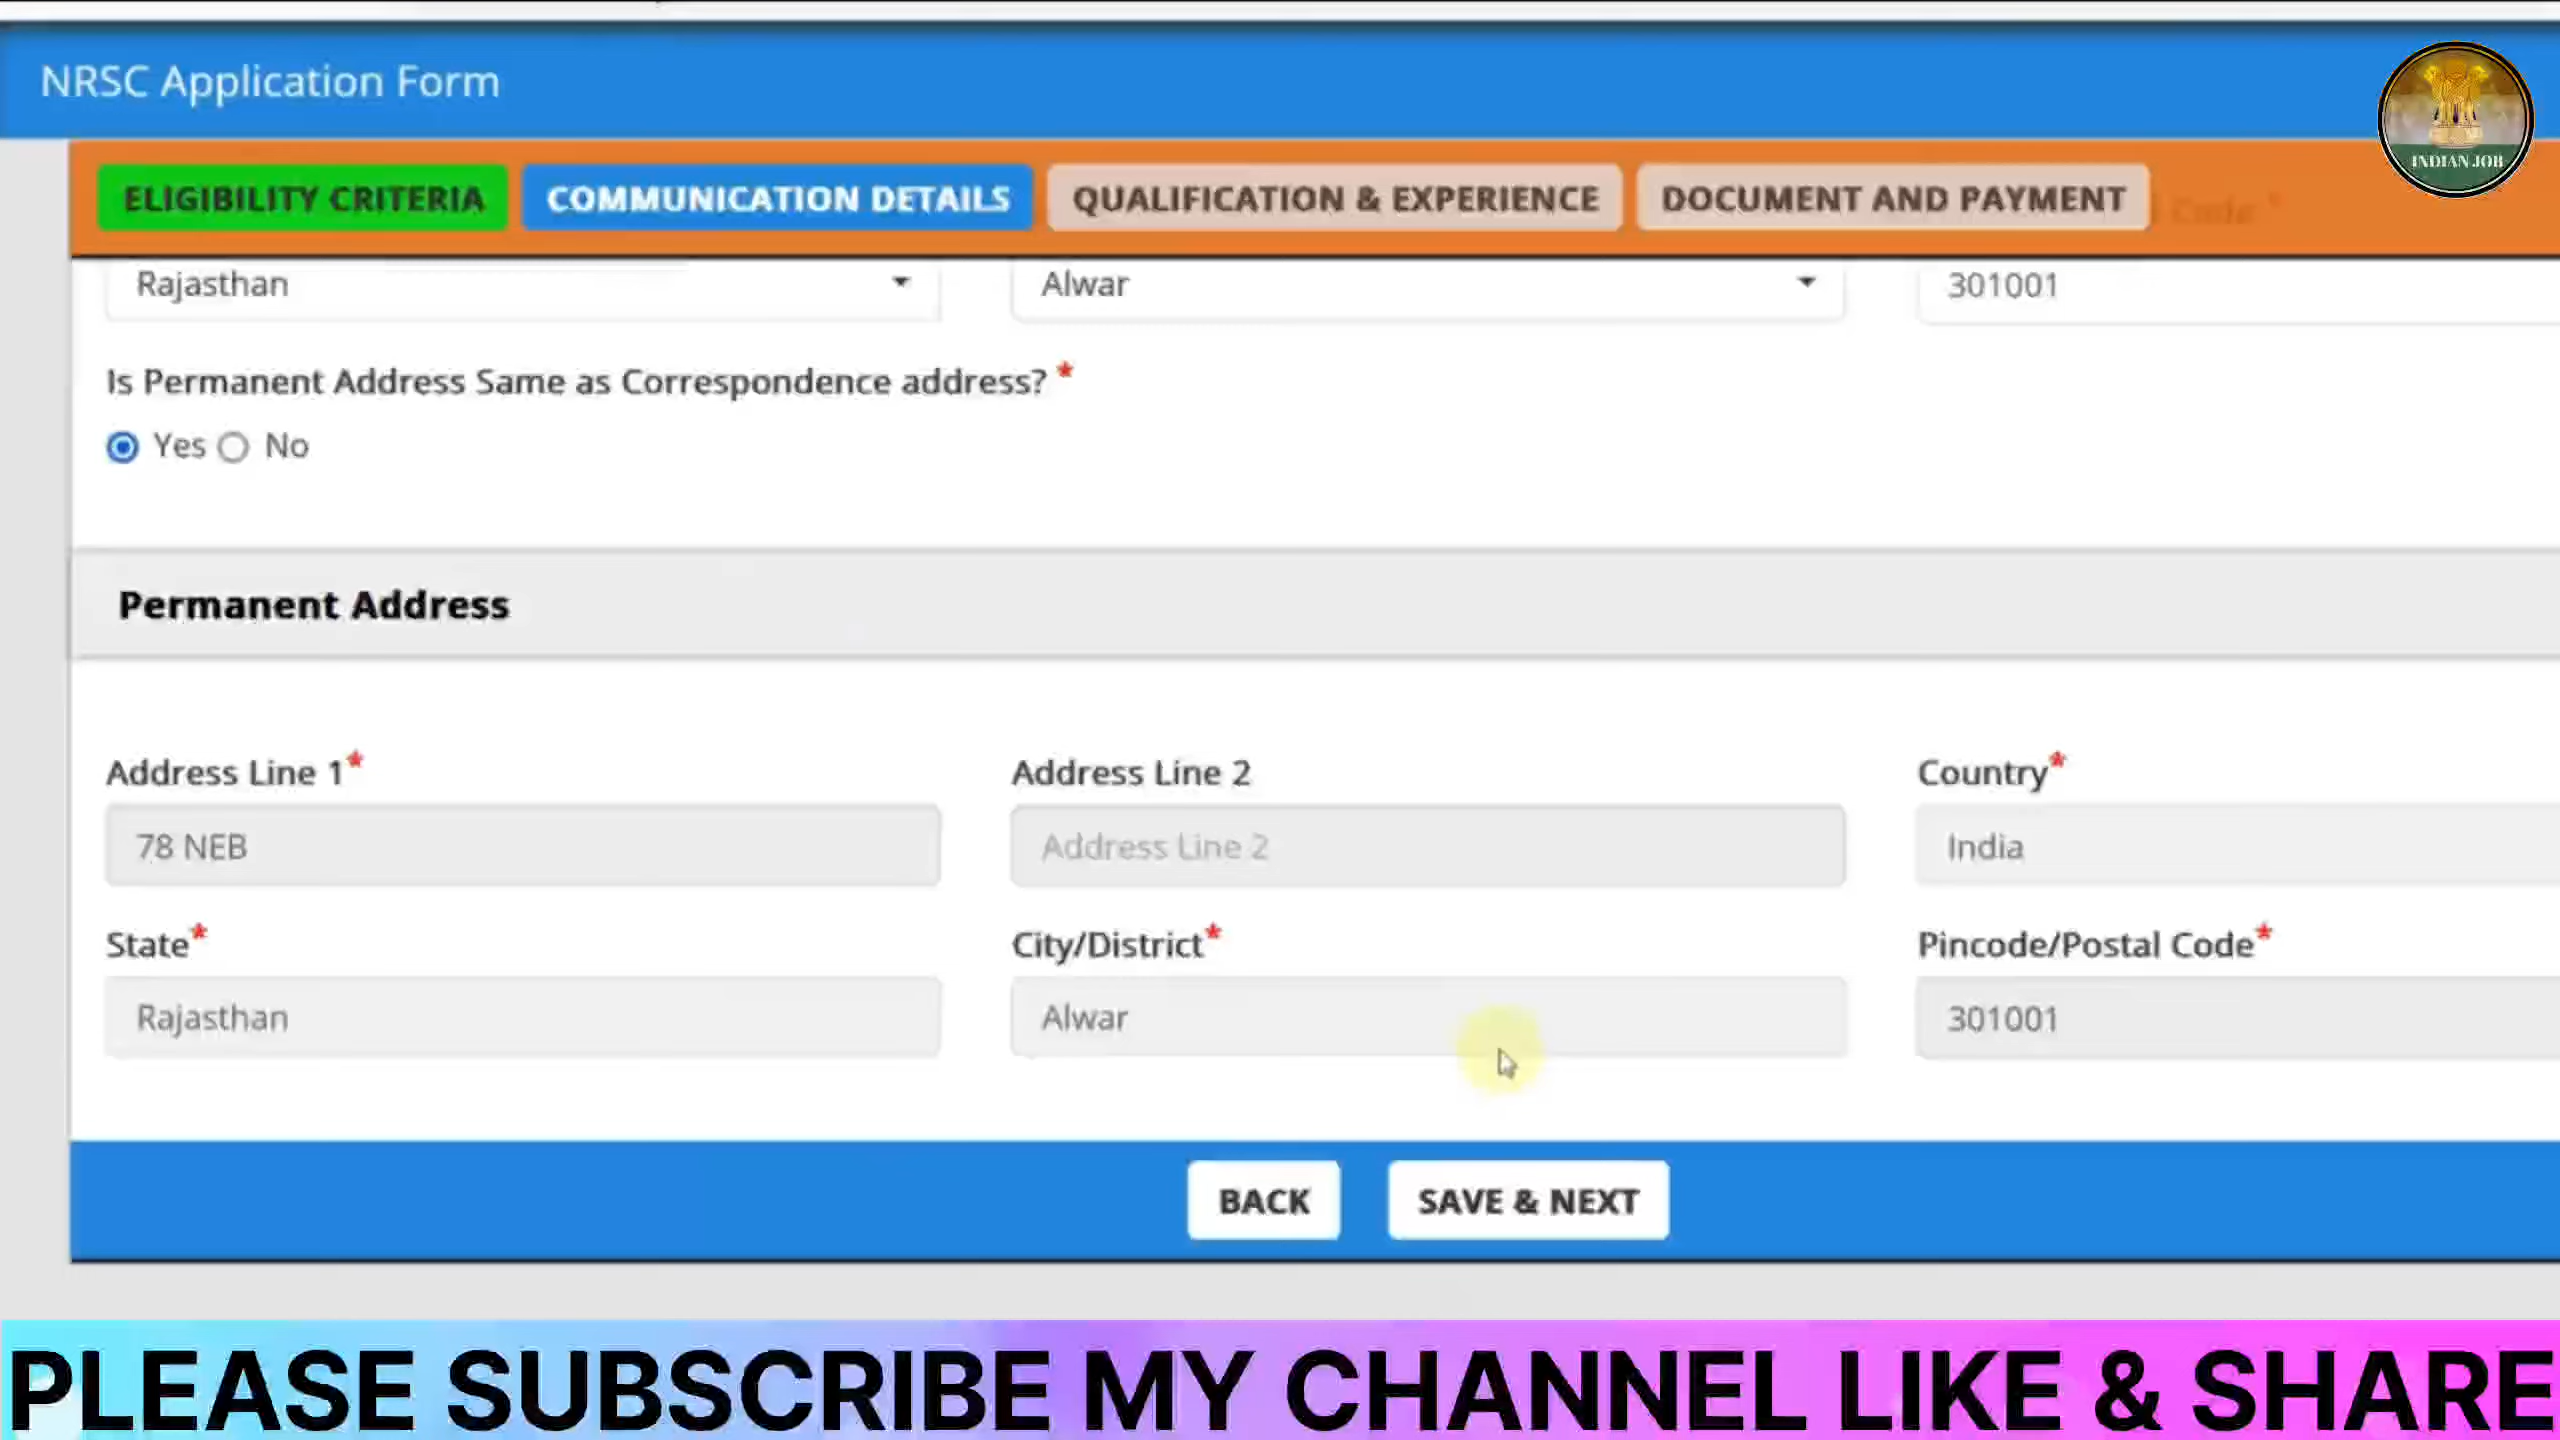 NRSC Application Form
INDIAN JOB
ELIGIBILITY CRITERIA COMMUNICATION DETAILS QUALIFICATION & EXPERIENCE DOCUMENT AND PAYMENT Code *
Rajasthan Alwar 301001
Is Permanent Address Same as Correspondence address? *
Yes No
Permanent Address
Address Line 1* Address Line 2 Country*
78 NEB Address Line 2 India
State* City/District* Pincode/Postal Code*
Rajasthan Alwar 301001
BACK SAVE & NEXT
PLEASE SUBSCRIBE MY CHANNEL LIKE & SHARE